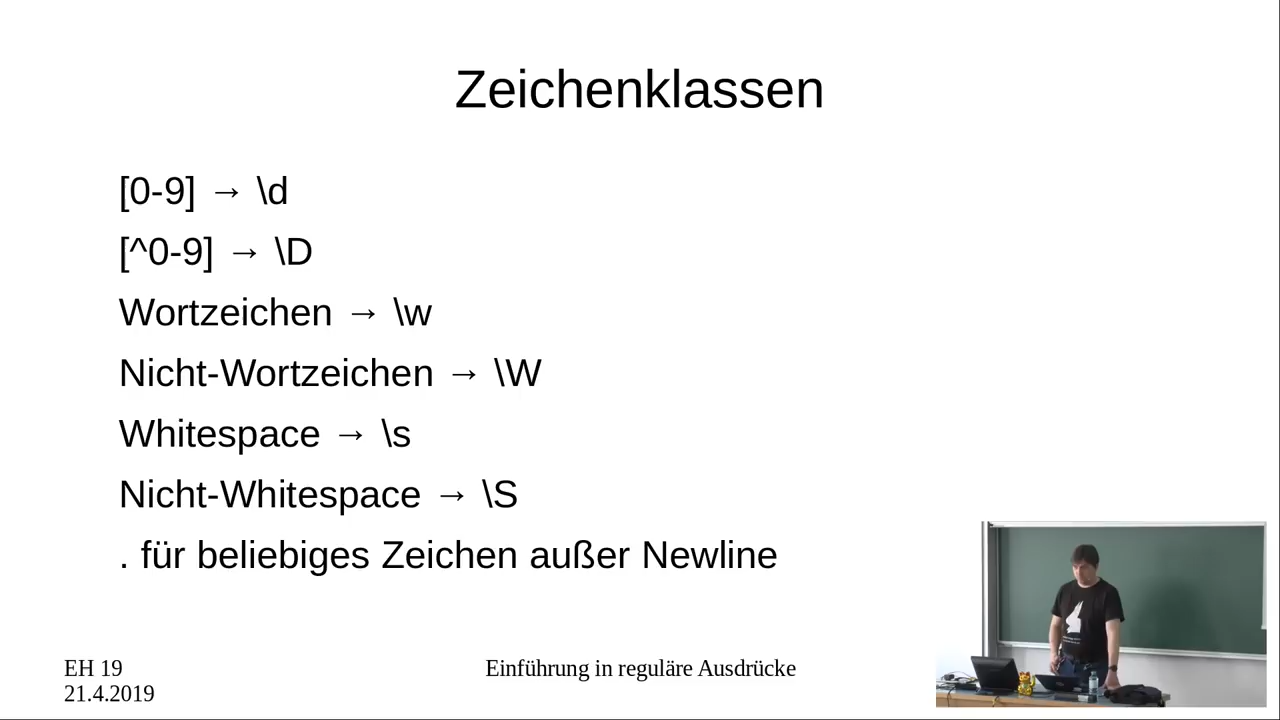 Zeichenklassen
[0-9] → \d
[^0-9] → \D
Wortzeichen → \w
Nicht-Wortzeichen → \W
Whitespace → \s
Nicht-Whitespace → \S
. für beliebiges Zeichen außer Newline
EH 19
21.4.2019
Einführung in reguläre Ausdrücke